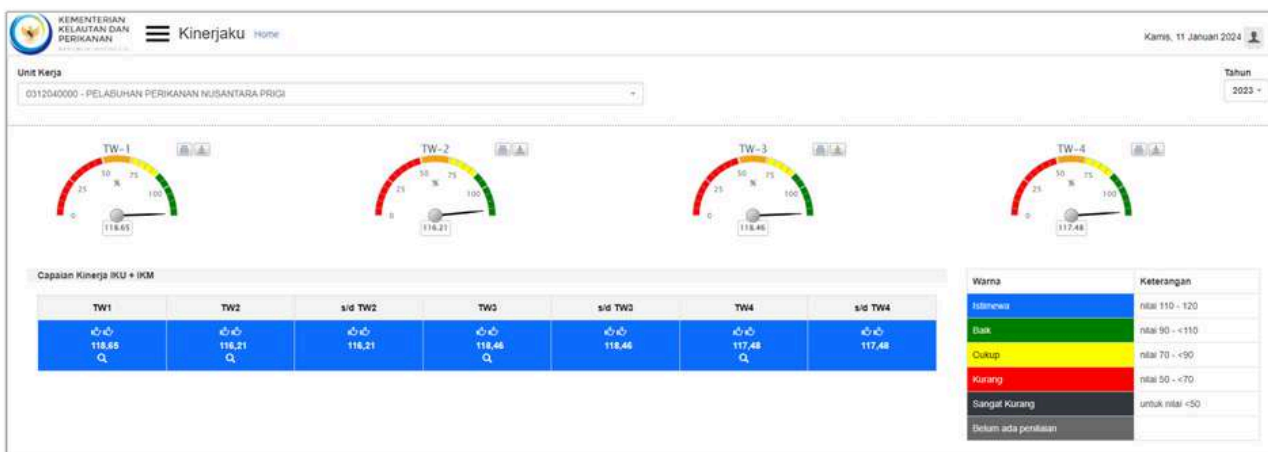 KEMENTERIAN
KELAUTAN DAN
PERIKANAN
Kinerjaku Home
Kamis, 11 Januari 2024
Unit Kerja
Tahun
0312040000 - PELABUHAN PERIKANAN NUSANTARA PRIGI
2023
TW-1 TW-2 TW-3 TW-4
0 25 50 75 100 %
118.65
0 25 50 75 100 %
116.21
0 25 50 75 100 %
118.46
0 25 50 75 100 %
117.48
Capaian Kinerja IKU + IKM
TW1 TW2 s/d TW2 TW3 s/d TW3 TW4 s/d TW4
118,65 116,21 116,21 118,46 118,46 117,48 117,48
Warna Keterangan
Istimewa nilai 110 - 120
Baik nilai 90 - <110
Cukup nilai 70 - <90
Kurang nilai 50 - <70
Sangat Kurang untuk nilai <50
Belum ada penilaian